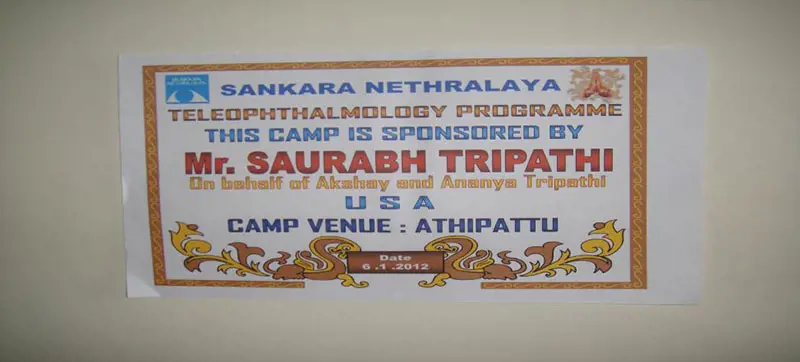 SANKARA NETHRALAYA
TELEOPHTHALMOLOGY PROGRAMME
THIS CAMP IS SPONSORED BY
Mr. SAURABH TRIPATHI
On behalf of Akshay and Ananya Tripathi
U S A
CAMP VENUE : ATHIPATTU
Date
6 .1 .2012